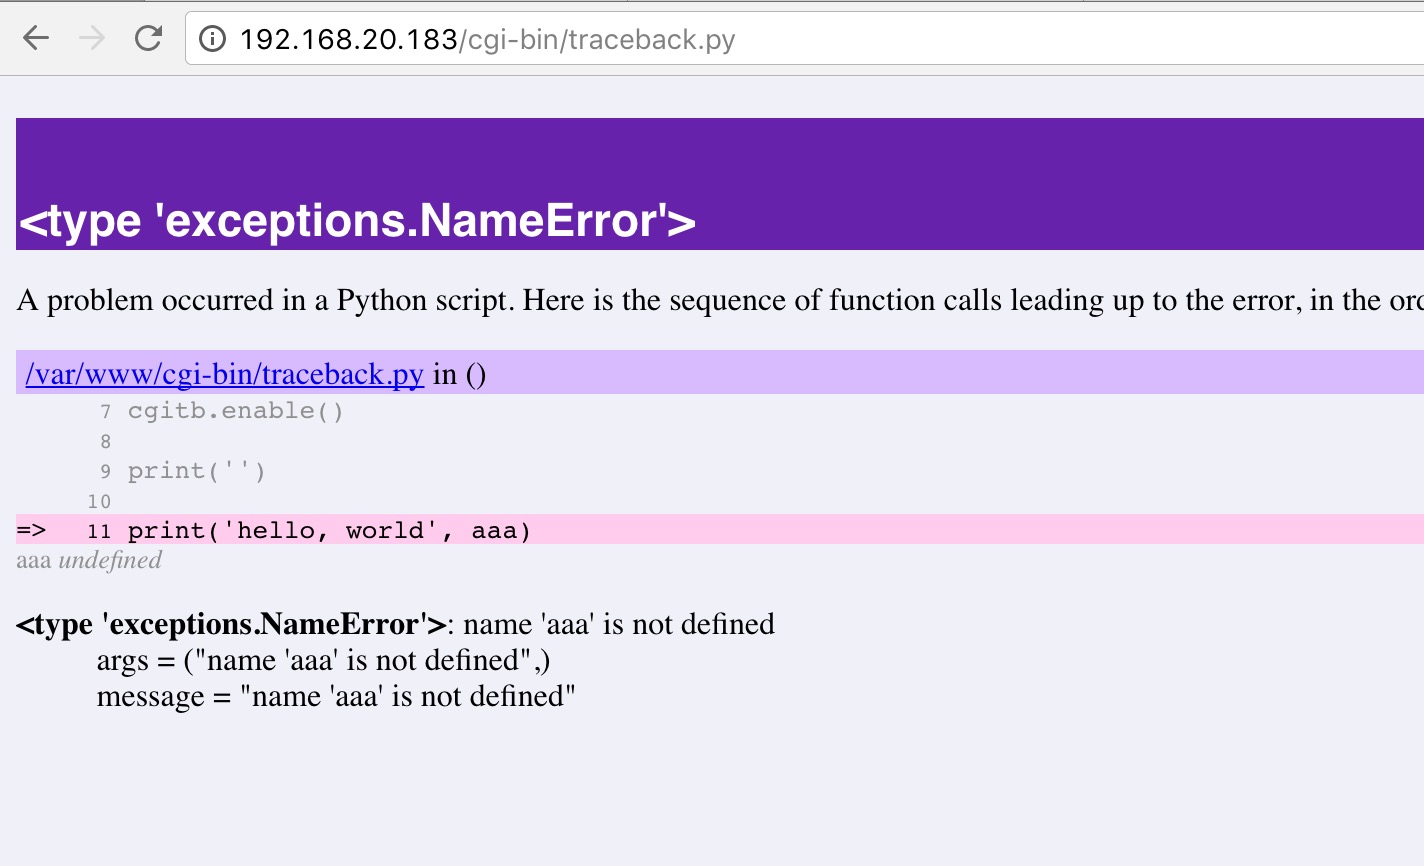 192.168.20.183/cgi-bin/traceback.py
<type 'exceptions.NameError'>
A problem occurred in a Python script. Here is the sequence of function calls leading up to the error, in the
/var/www/cgi-bin/traceback.py in ()
7 cgitb.enable()
8
9 print('')
10
=> 11 print('hello, world', aaa)
aaa undefined
<type 'exceptions.NameError'>: name 'aaa' is not defined
args = ("name 'aaa' is not defined",)
message = "name 'aaa' is not defined"